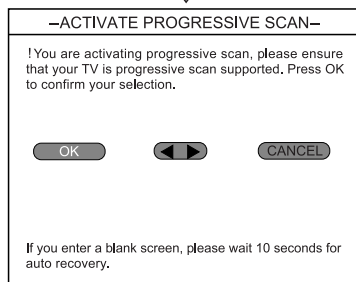 –ACTIVATE PROGRESSIVE SCAN–
!You are activating progressive scan, please ensure
that your TV is progressive scan supported. Press OK
to confirm your selection.
OK CANCEL
If you enter a blank screen, please wait 10 seconds for
auto recovery.